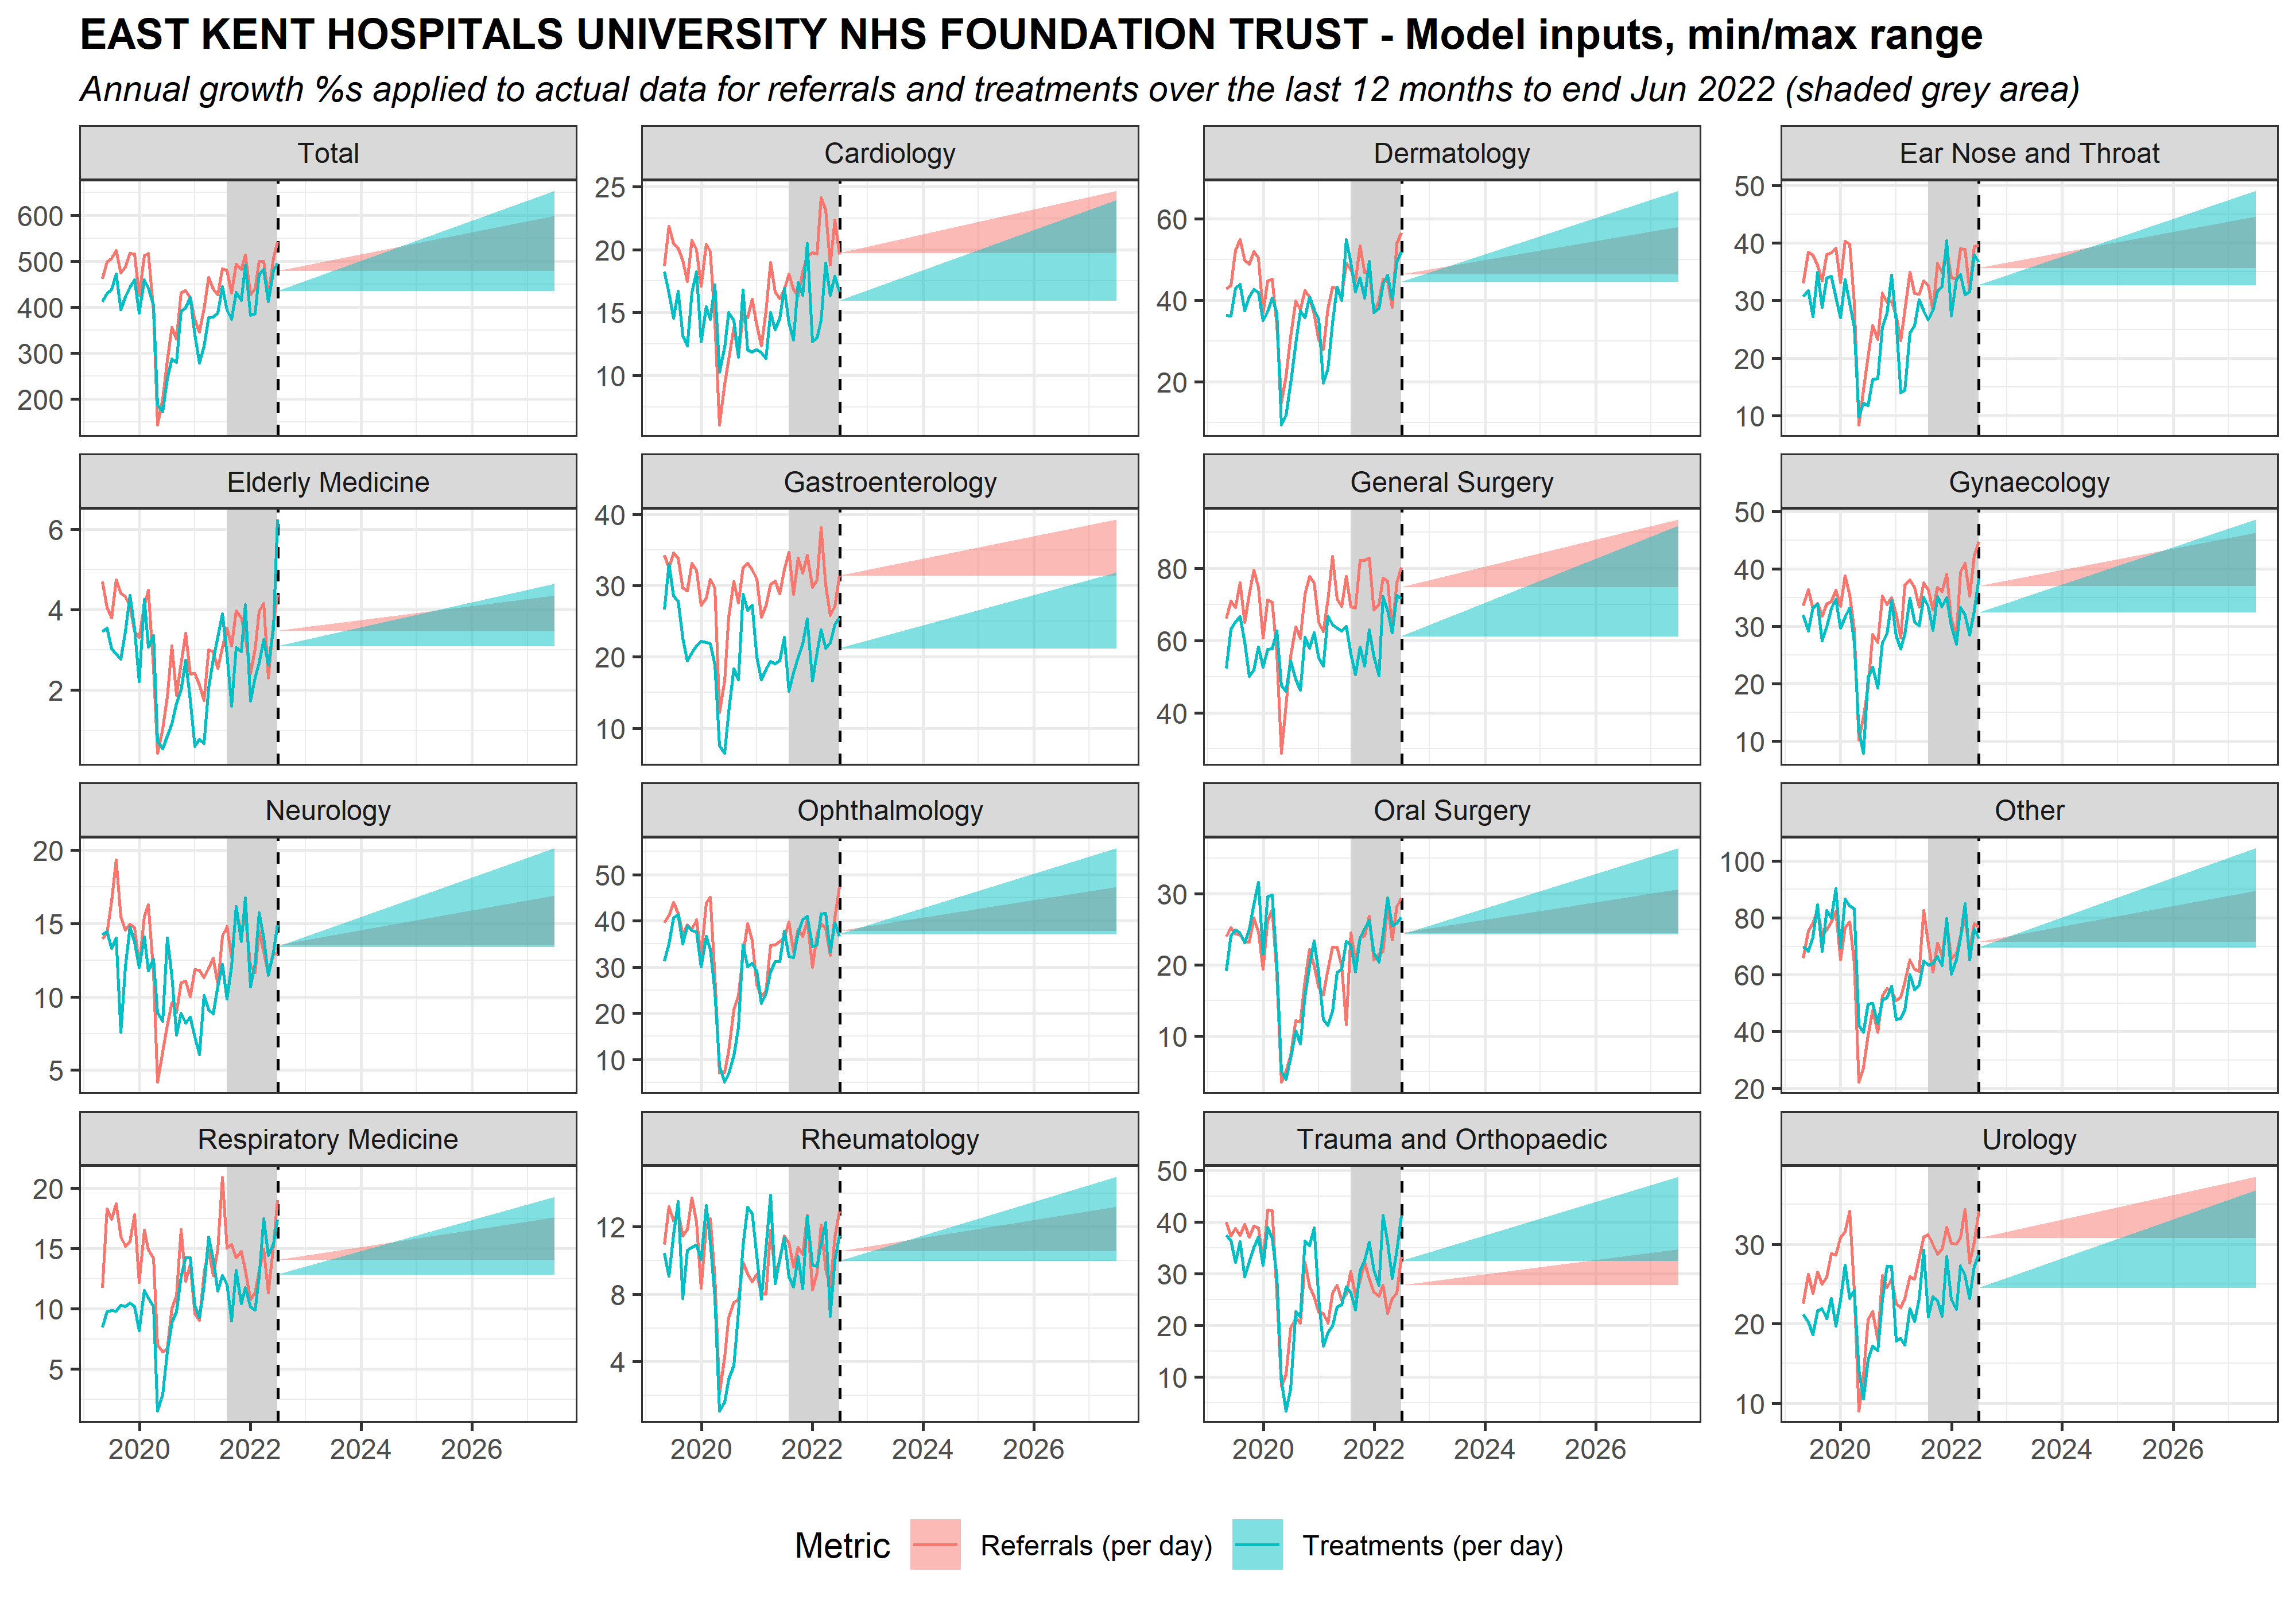 EAST KENT HOSPITALS UNIVERSITY NHS FOUNDATION TRUST - Model inputs, min/max range
Annual growth %s applied to actual data for referrals and treatments over the last 12 months to end Jun 2022 (shaded grey area)
Total
Cardiology
Dermatology
Ear Nose and Throat
600
500
400
300
200
25
20
15
10
60
40
20
50
40
30
20
10
Elderly Medicine
Gastroenterology
General Surgery
Gynaecology
6
4
2
40
30
20
10
80
60
40
50
40
30
20
10
Neurology
Ophthalmology
Oral Surgery
Other
20
15
10
5
50
40
30
20
10
30
20
10
100
80
60
40
20
Respiratory Medicine
Rheumatology
Trauma and Orthopaedic
Urology
20
15
10
5
12
8
4
50
40
30
20
10
30
20
10
2020 2022 2024 2026
2020 2022 2024 2026
2020 2022 2024 2026
2020 2022 2024 2026
Metric Referrals (per day) Treatments (per day)